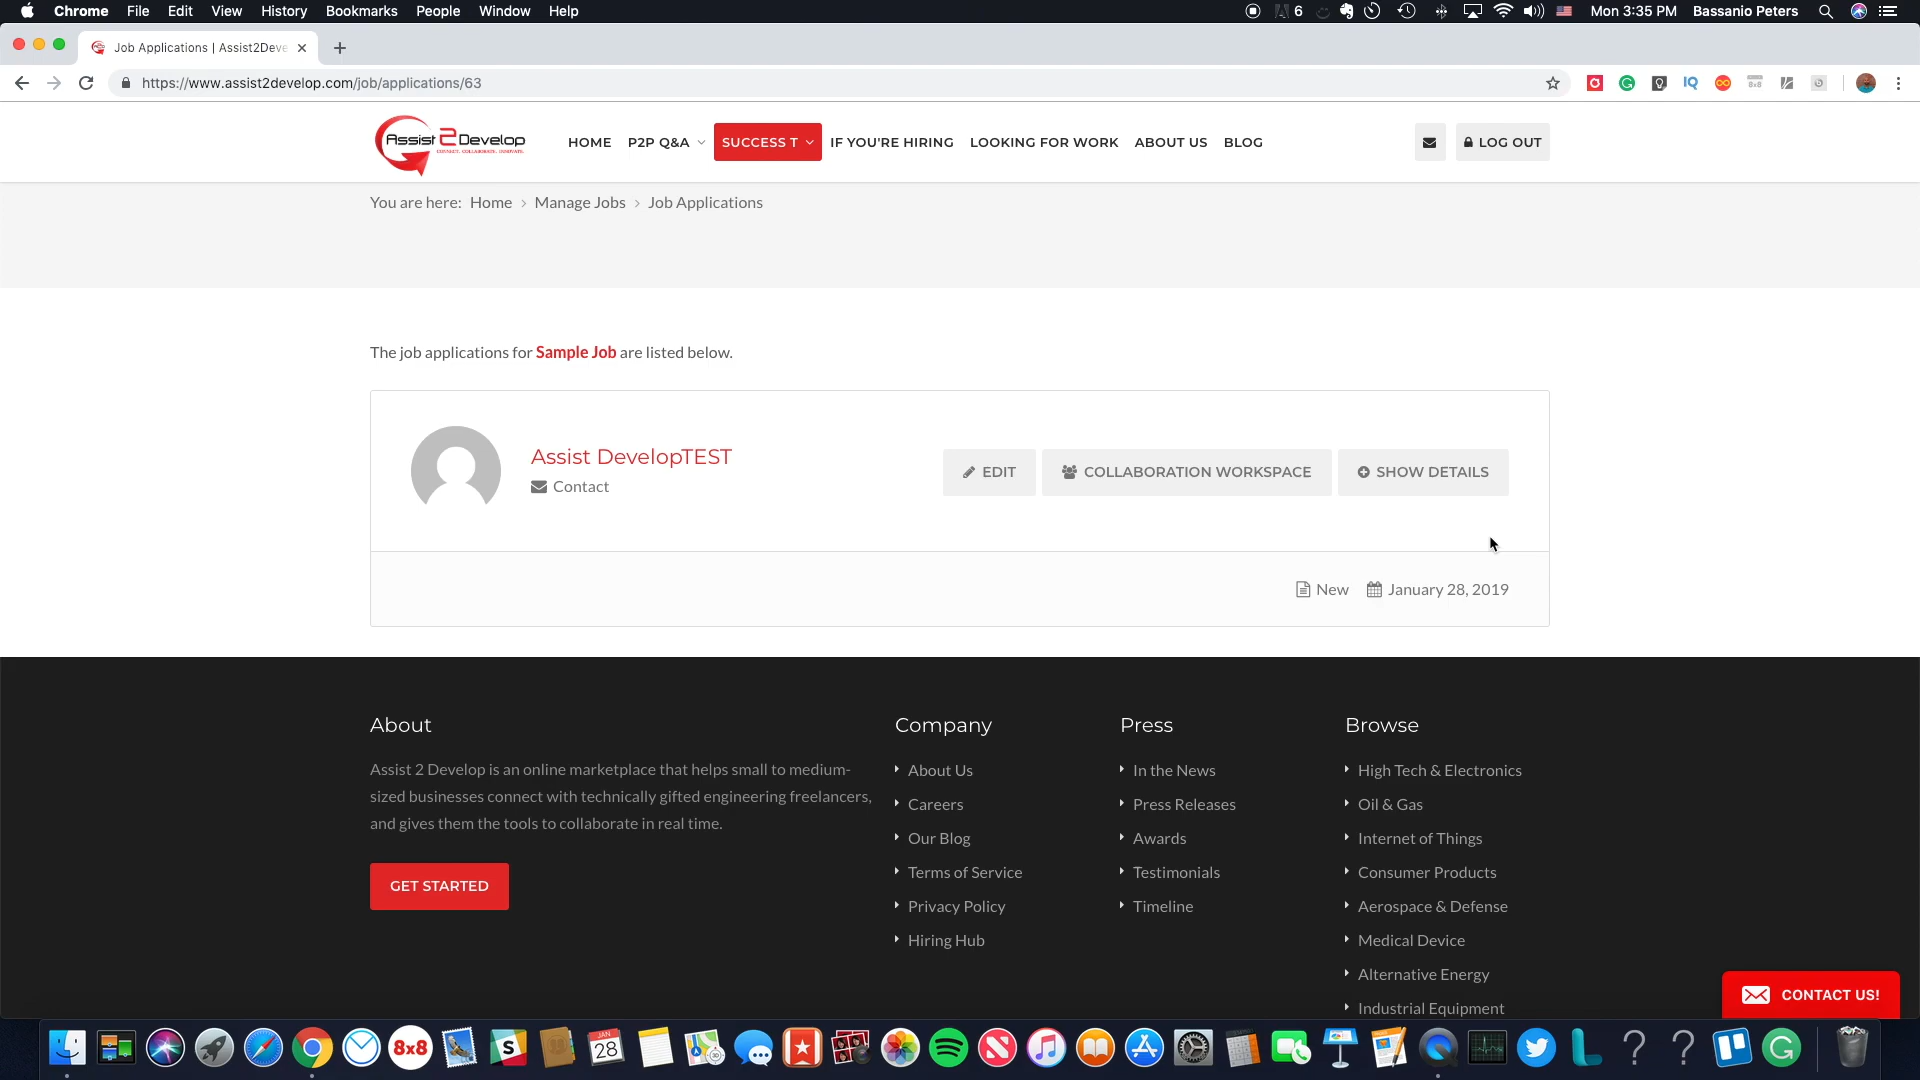 Chrome File Edit View History Bookmarks People Window Help 6 Mon 3:35 PM Bassanio Peters
Job Applications | Assist2Deve
https://www.assist2develop.com/job/applications/63
Assist 2 Develop
CONNECT. COLLABORATE. INNOVATE.
HOME P2P Q&A SUCCESS T IF YOU'RE HIRING LOOKING FOR WORK ABOUT US BLOG LOG OUT
You are here: Home Manage Jobs Job Applications
The job applications for Sample Job are listed below.
Assist DevelopTEST
Contact
EDIT COLLABORATION WORKSPACE SHOW DETAILS
New January 28, 2019
About
Assist 2 Develop is an online marketplace that helps small to medium-
sized businesses connect with technically gifted engineering freelancers,
and gives them the tools to collaborate in real time.
GET STARTED
Company
About Us
Careers
Our Blog
Terms of Service
Privacy Policy
Hiring Hub
Press
In the News
Press Releases
Awards
Testimonials
Timeline
Browse
High Tech & Electronics
Oil & Gas
Internet of Things
Consumer Products
Aerospace & Defense
Medical Device
Alternative Energy
Industrial Equipment
CONTACT US!
8x8
JAN
28